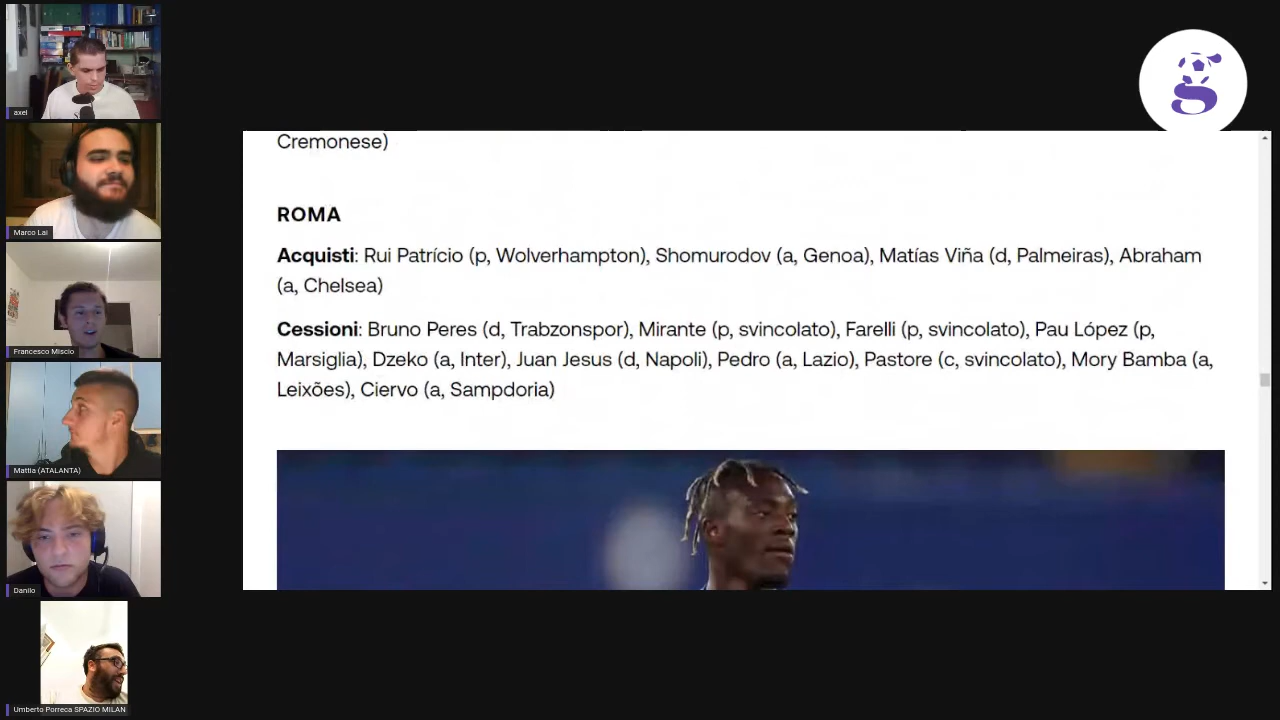 axel
Marco Lai
Francesco Miscio
Mattia (ATALANTA)
Danilo
Umberto Porreca SPAZIO MILAN
Cremonese)
ROMA
Acquisti: Rui Patrício (p, Wolverhampton), Shomurodov (a, Genoa), Matías Viña (d, Palmeiras), Abraham
(a, Chelsea)
Cessioni: Bruno Peres (d, Trabzonspor), Mirante (p, svincolato), Farelli (p, svincolato), Pau López (p,
Marsiglia), Dzeko (a, Inter), Juan Jesus (d, Napoli), Pedro (a, Lazio), Pastore (c, svincolato), Mory Bamba (a,
Leixões), Ciervo (a, Sampdoria)